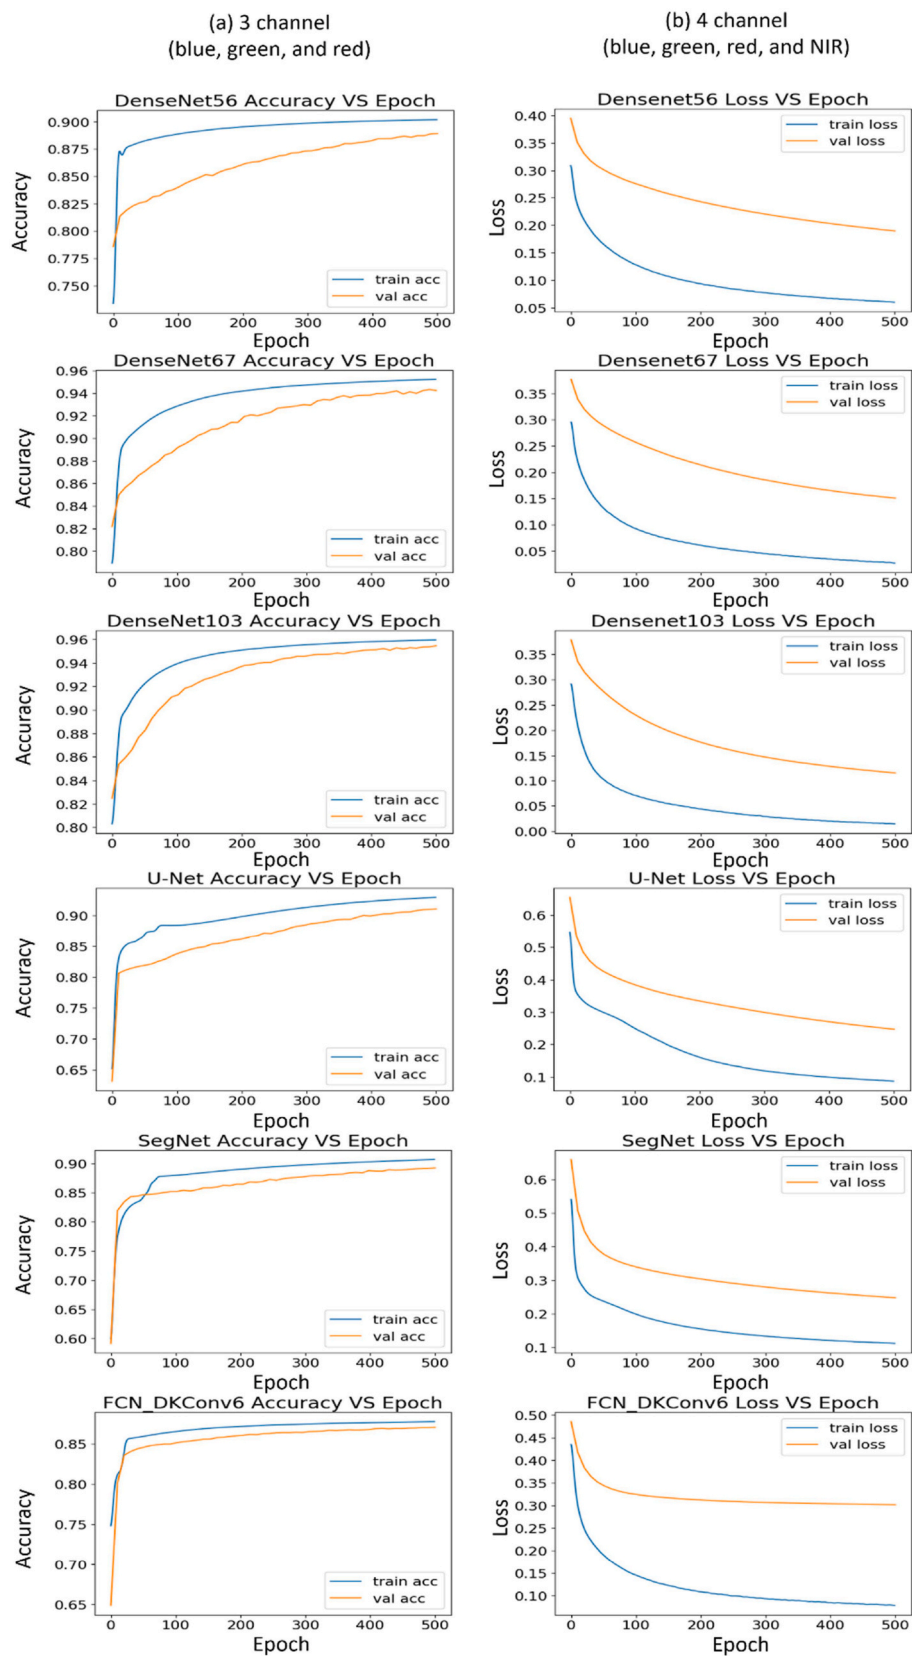 (a) 3 channel
(blue, green, and red)
(b) 4 channel
(blue, green, red, and NIR)
DenseNet56 Accuracy VS Epoch
Accuracy
0.900
0.875
0.850
0.825
0.800
0.775
0.750
train acc
val acc
0 100 200 300 400 500
Epoch
Densenet56 Loss VS Epoch
Loss
0.40
0.35
0.30
0.25
0.20
0.15
0.10
0.05
train loss
val loss
0 100 200 300 400 500
Epoch
DenseNet67 Accuracy VS Epoch
Accuracy
0.96
0.94
0.92
0.90
0.88
0.86
0.84
0.82
0.80
train acc
val acc
0 100 200 300 400 500
Epoch
Densenet67 Loss VS Epoch
Loss
0.35
0.30
0.25
0.20
0.15
0.10
0.05
train loss
val loss
0 100 200 300 400 500
Epoch
DenseNet103 Accuracy VS Epoch
Accuracy
0.96
0.94
0.92
0.90
0.88
0.86
0.84
0.82
0.80
train acc
val acc
0 100 200 300 400 500
Epoch
Densenet103 Loss VS Epoch
Loss
0.35
0.30
0.25
0.20
0.15
0.10
0.05
0.00
train loss
val loss
0 100 200 300 400 500
Epoch
U-Net Accuracy VS Epoch
Accuracy
0.90
0.85
0.80
0.75
0.70
0.65
train acc
val acc
0 100 200 300 400 500
Epoch
U-Net Loss VS Epoch
Loss
0.6
0.5
0.4
0.3
0.2
0.1
train loss
val loss
0 100 200 300 400 500
Epoch
SegNet Accuracy VS Epoch
Accuracy
0.90
0.85
0.80
0.75
0.70
0.65
0.60
train acc
val acc
0 100 200 300 400 500
Epoch
SegNet Loss VS Epoch
Loss
0.6
0.5
0.4
0.3
0.2
0.1
train loss
val loss
0 100 200 300 400 500
Epoch
FCN_DKConv6 Accuracy VS Epoch
Accuracy
0.85
0.80
0.75
0.70
0.65
train acc
val acc
0 100 200 300 400 500
Epoch
FCN_DKConv6 Loss VS Epoch
Loss
0.50
0.45
0.40
0.35
0.30
0.25
0.20
0.15
0.10
train loss
val loss
0 100 200 300 400 500
Epoch